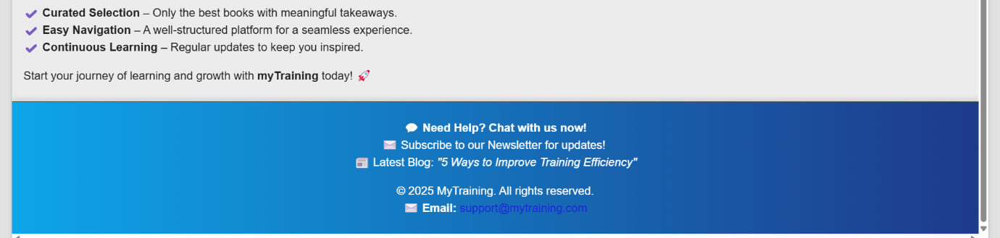 ✔ Curated Selection – Only the best books with meaningful takeaways.
✔ Easy Navigation – A well-structured platform for a seamless experience.
✔ Continuous Learning – Regular updates to keep you inspired.
Start your journey of learning and growth with myTraining today! 🚀
💬 Need Help? Chat with us now!
✉️ Subscribe to our Newsletter for updates!
📰 Latest Blog: "5 Ways to Improve Training Efficiency"
© 2025 MyTraining. All rights reserved.
✉️ Email: support@mytraining.com